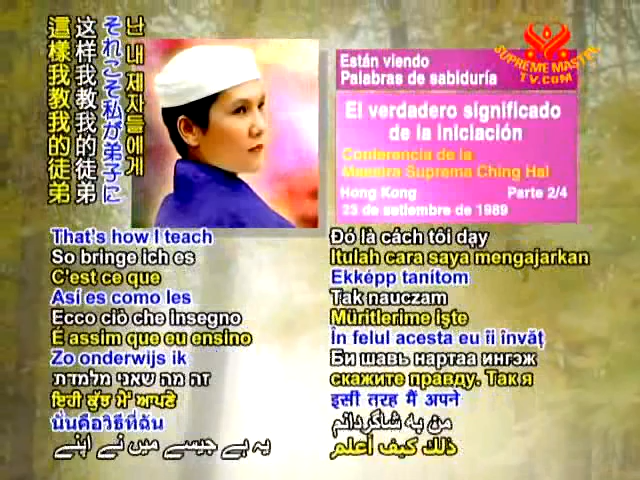 這樣我教我的徒弟
这样我教我的徒弟
それこそ私が弟子に
난 내 제자들에게
Están viendo
Palabras de sabiduría
SUPREME MASTER
TV.COM
El verdadero significado
de la iniciación
Conferencia de la
Maestra Suprema Ching Hai
Hong Kong Parte 2/4
23 de setiembre de 1989
That's how I teach
So bringe ich es
C'est ce que
Así es como les
Ecco ciò che Insegno
É assim que eu ensino
Zo onderwijs ik
זה מה שאני מלמדת
ਇਹੀ ਕੁੱਝ ਮੇਂ ਆਪਣੇ
นั่นคือวิธีที่ฉัน
یہ ہے جیسے میں نے اپنے
Đó là cách tôi dạy
Itulah cara saya mengajarkan
Ekképp tanítom
Tak nauczam
Müritlerime işte
În felul acesta eu îi învăţ
Би шавь нартаа ингэж
скажите правду. Так я
इसी तरह मैं अपने
من به شاگردانم
ذلك كيف أعلم